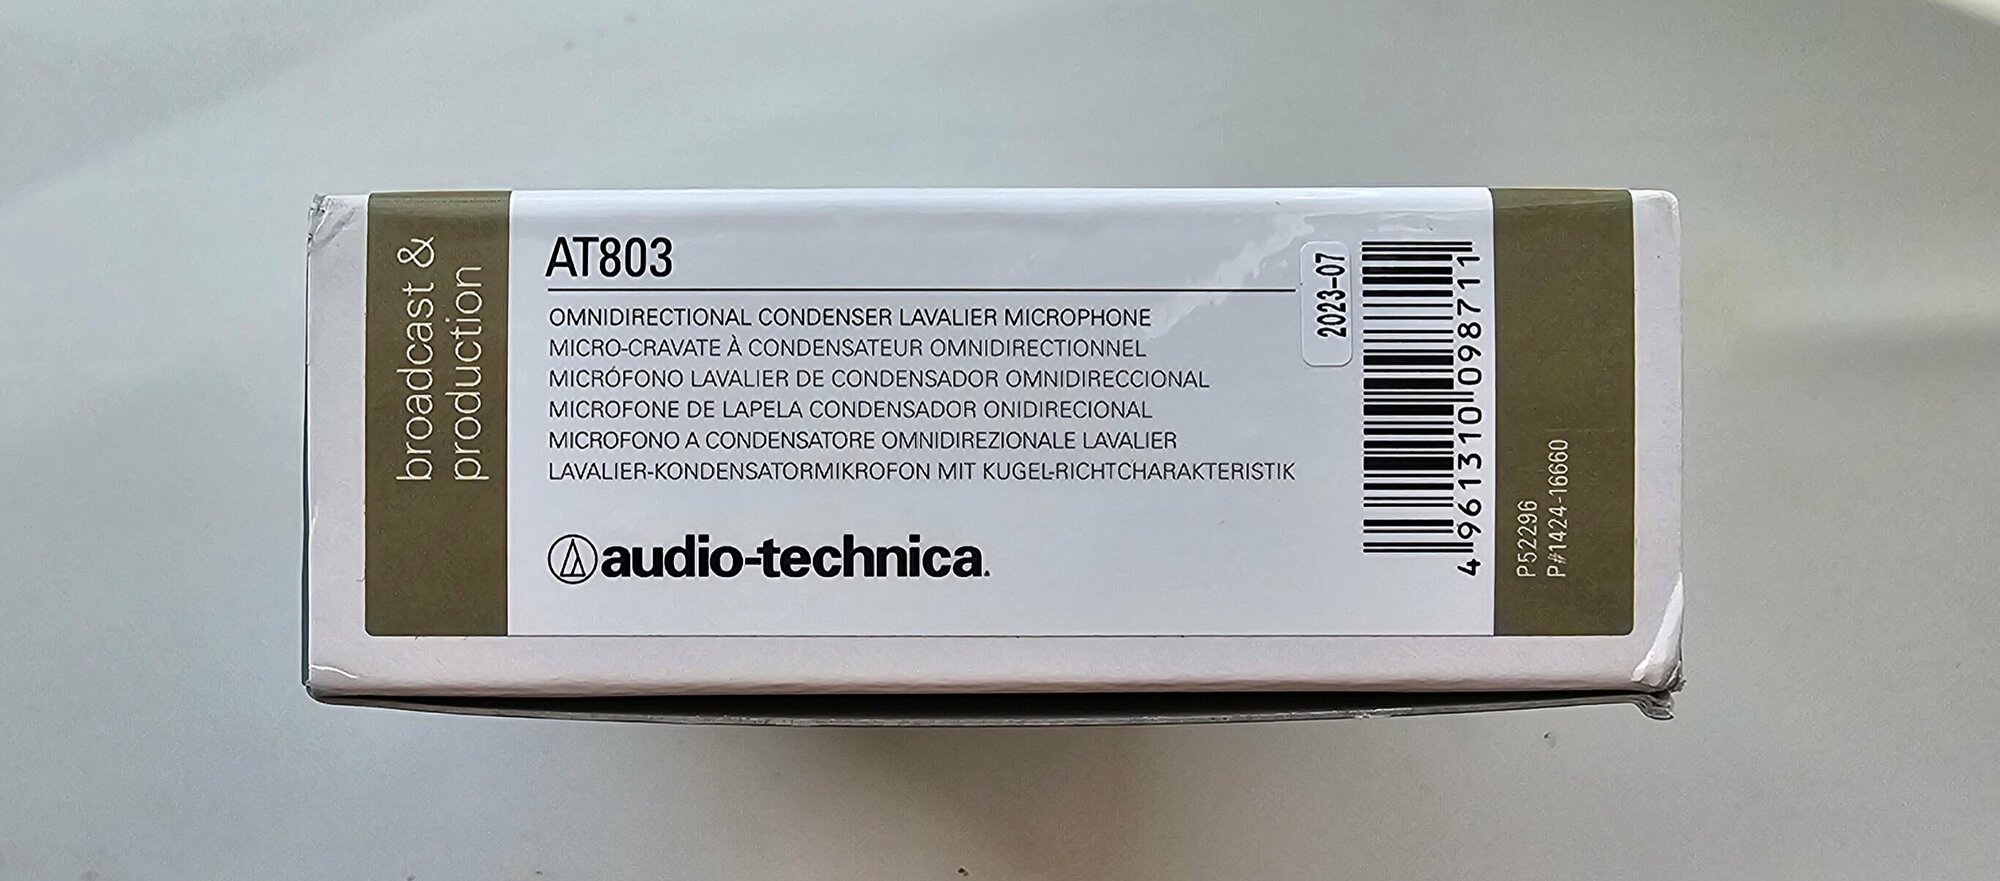 broadcast &
production
AT803
OMNIDIRECTIONAL CONDENSER LAVALIER MICROPHONE
MICRO-CRAVATE À CONDENSATEUR OMNIDIRECTIONNEL
MICRÓFONO LAVALIER DE CONDENSADOR OMNIDIRECCIONAL
MICROFONE DE LAPELA CONDENSADOR ONIDIRECIONAL
MICROFONO A CONDENSATORE OMNIDIREZIONALE LAVALIER
LAVALIER-KONDENSATORMIKROFON MIT KUGEL-RICHTCHARAKTERISTIK
audio-technica.
2023-07
4 961310 098711
P52296
P#1424-16660